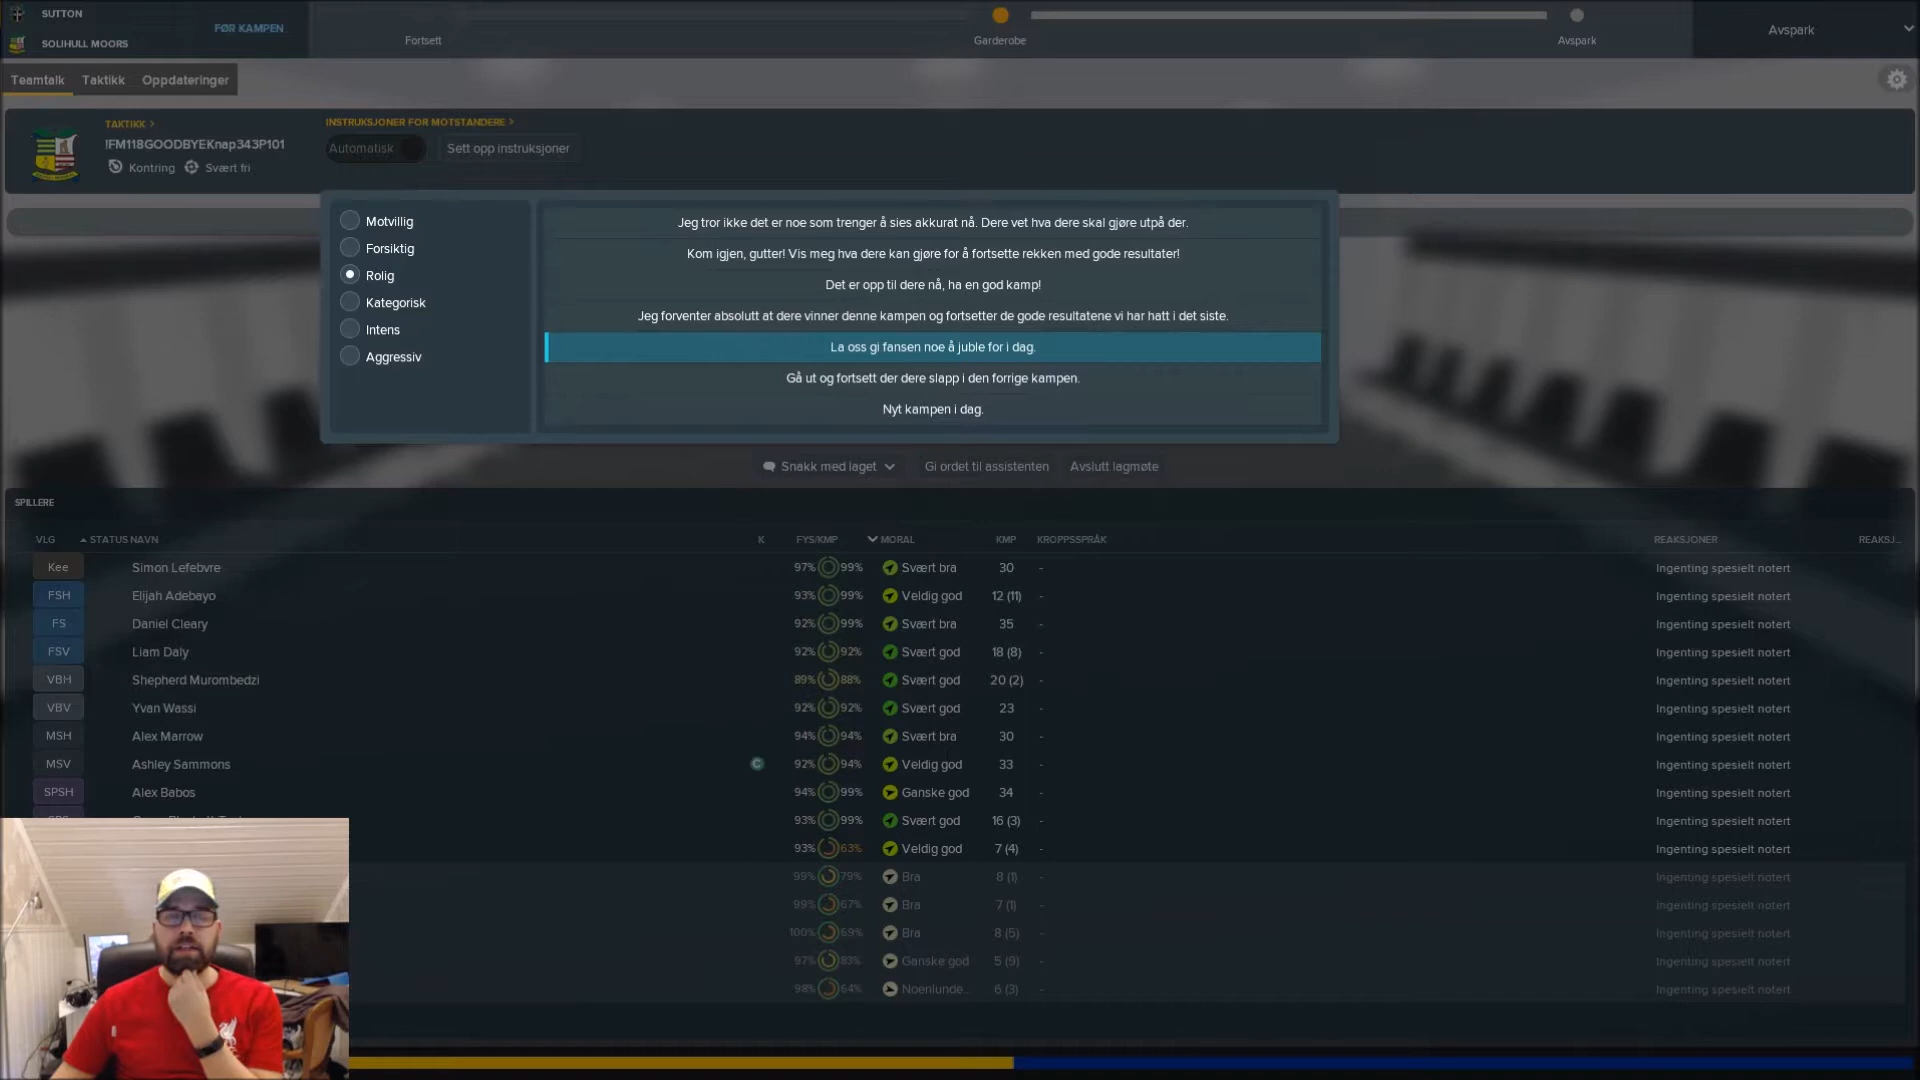 SUTTON
SOLIHULL MOORS
FØR KAMPEN
Fortsett
Garderobe
Avspark
Avspark
Teamtalk
Taktikk
Oppdateringer
TAKTIKK >
!FM118GOODBYEKnap343P101
Kontring
Svært fri
INSTRUKSJONER FOR MOTSTANDERE >
Automatisk
Sett opp instruksjoner
Motvillig
Forsiktig
Rolig
Kategorisk
Intens
Aggressiv
Jeg tror ikke det er noe som trenger å sies akkurat nå. Dere vet hva dere skal gjøre utpå der.
Kom igjen, gutter! Vis meg hva dere kan gjøre for å fortsette rekken med gode resultater!
Det er opp til dere nå, ha en god kamp!
Jeg forventer absolutt at dere vinner denne kampen og fortsetter de gode resultatene vi har hatt i det siste.
La oss gi fansen noe å juble for i dag.
Gå ut og fortsett der dere slapp i den forrige kampen.
Nyt kampen i dag.
Snakk med laget
Gi ordet til assistenten
Avslutt lagmøte
SPILLERE
VLG STATUS NAVN K FYS/KMP MORAL KMP KROPPSSPRÅK REAKSJONER REAKSJ...
Kee Simon Lefebvre 97% 99% Svært bra 30 - Ingenting spesielt notert
FSH Elijah Adebayo 93% 99% Veldig god 12 (11) - Ingenting spesielt notert
FS Daniel Cleary 92% 99% Svært bra 35 - Ingenting spesielt notert
FSV Liam Daly 92% 92% Svært god 18 (8) - Ingenting spesielt notert
VBH Shepherd Murombedzi 89% 88% Svært god 20 (2) - Ingenting spesielt notert
VBV Yvan Wassi 92% 92% Svært god 23 - Ingenting spesielt notert
MSH Alex Marrow 94% 94% Svært bra 30 - Ingenting spesielt notert
MSV Ashley Sammons C 92% 94% Veldig god 33 - Ingenting spesielt notert
SPSH Alex Babos 94% 99% Ganske god 34 - Ingenting spesielt notert
93% 99% Svært god 16 (3) - Ingenting spesielt notert
93% 63% Veldig god 7 (4) - Ingenting spesielt notert
99% 79% Bra 8 (1) - Ingenting spesielt notert
99% 67% Bra 7 (1) - Ingenting spesielt notert
100% 69% Bra 8 (5) - Ingenting spesielt notert
97% 83% Ganske god 5 (9) - Ingenting spesielt notert
98% 64% Noenlunde... 6 (3) - Ingenting spesielt notert